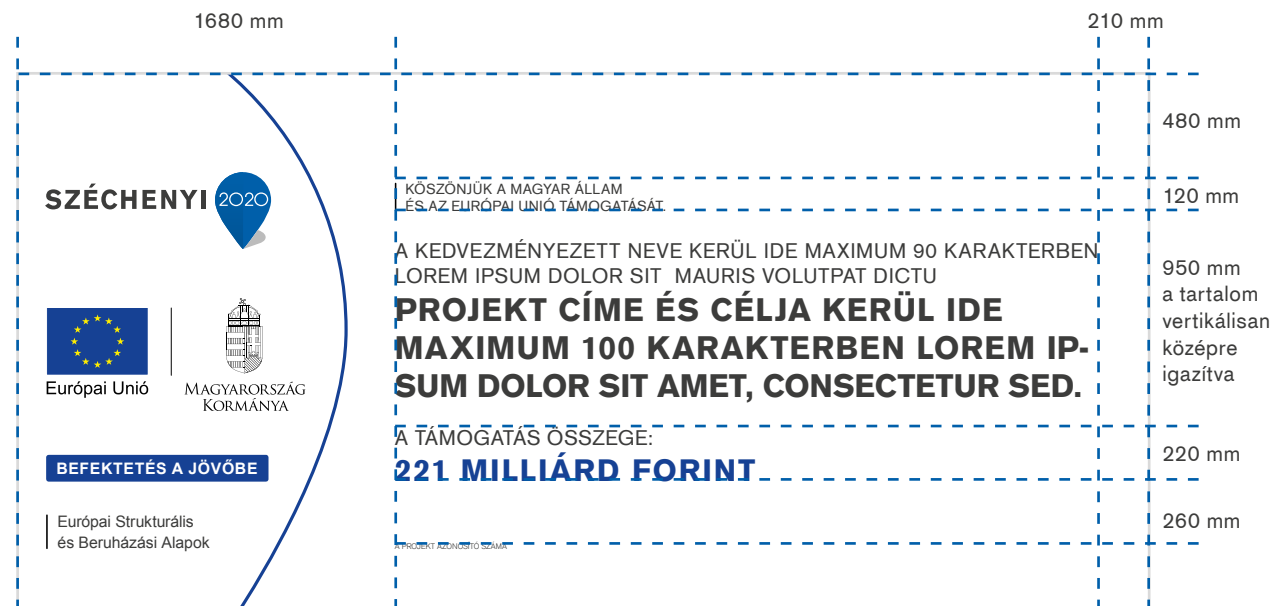 1680 mm
210 mm
480 mm
SZÉCHENYI 2020
KÖSZÖNJÜK A MAGYAR ÁLLAM
ÉS AZ EURÓPAI UNIÓ TÁMOGATÁSÁT.
120 mm
A KEDVEZMÉNYEZETT NEVE KERÜL IDE MAXIMUM 90 KARAKTERBEN
LOREM IPSUM DOLOR SIT MAURIS VOLUTPAT DICTU
PROJEKT CÍME ÉS CÉLJA KERÜL IDE
MAXIMUM 100 KARAKTERBEN LOREM IP-
SUM DOLOR SIT AMET, CONSECTETUR SED.
950 mm
a tartalom
vertikálisan
középre
igazítva
Európai Unió
MAGYARORSZÁG
KORMÁNYA
A TÁMOGATÁS ÖSSZEGE:
221 MILLIÁRD FORINT
220 mm
BEFEKTETÉS A JÖVŐBE
Európai Strukturális
és Beruházási Alapok
260 mm
A PROJEKT AZONOSÍTÓ SZÁMA